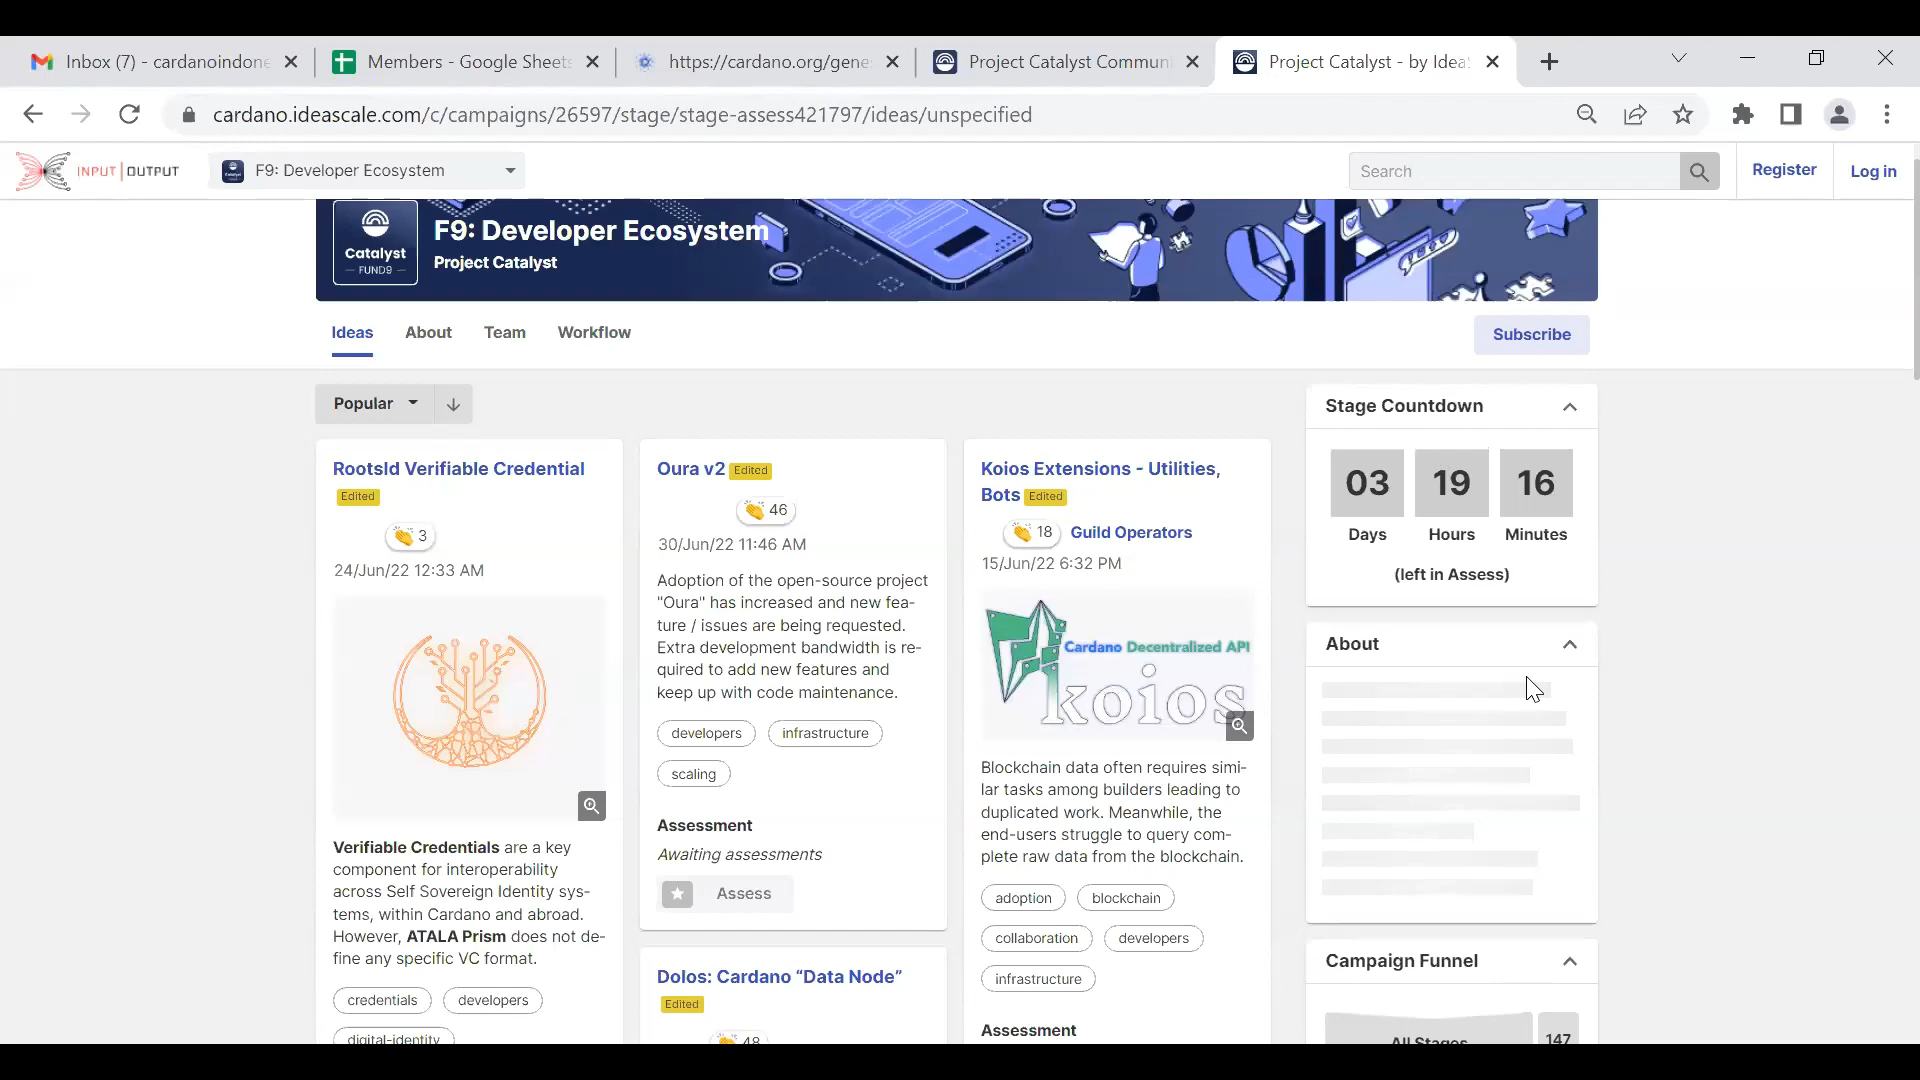 Inbox (7) - cardanoindone
Members - Google Sheets
https://cardano.org/gene
Project Catalyst Commun
Project Catalyst - by Idea
cardano.ideascale.com/c/campaigns/26597/stage/stage-assess421797/ideas/unspecified
INPUT | OUTPUT
F9: Developer Ecosystem
Search
Register
Log in
Catalyst
— FUND9 —
F9: Developer Ecosystem
Project Catalyst
Ideas
About
Team
Workflow
Subscribe
Popular
RootsId Verifiable Credential
Edited
3
24/Jun/22 12:33 AM
Verifiable Credentials are a key
component for interoperability
across Self Sovereign Identity sys-
tems, within Cardano and abroad.
However, ATALA Prism does not de-
fine any specific VC format.
credentials
developers
digital-identity
Oura v2 Edited
46
30/Jun/22 11:46 AM
Adoption of the open-source project
"Oura" has increased and new fea-
ture / issues are being requested.
Extra development bandwidth is re-
quired to add new features and
keep up with code maintenance.
developers
infrastructure
scaling
Assessment
Awaiting assessments
Assess
Dolos: Cardano “Data Node”
Edited
48
Koios Extensions - Utilities,
Bots Edited
18 Guild Operators
15/Jun/22 6:32 PM
Cardano Decentralized API
koios
Blockchain data often requires simi-
lar tasks among builders leading to
duplicated work. Meanwhile, the
end-users struggle to query com-
plete raw data from the blockchain.
adoption
blockchain
collaboration
developers
infrastructure
Assessment
Stage Countdown
03 19 16
Days Hours Minutes
(left in Assess)
About
Campaign Funnel
All Stages 147